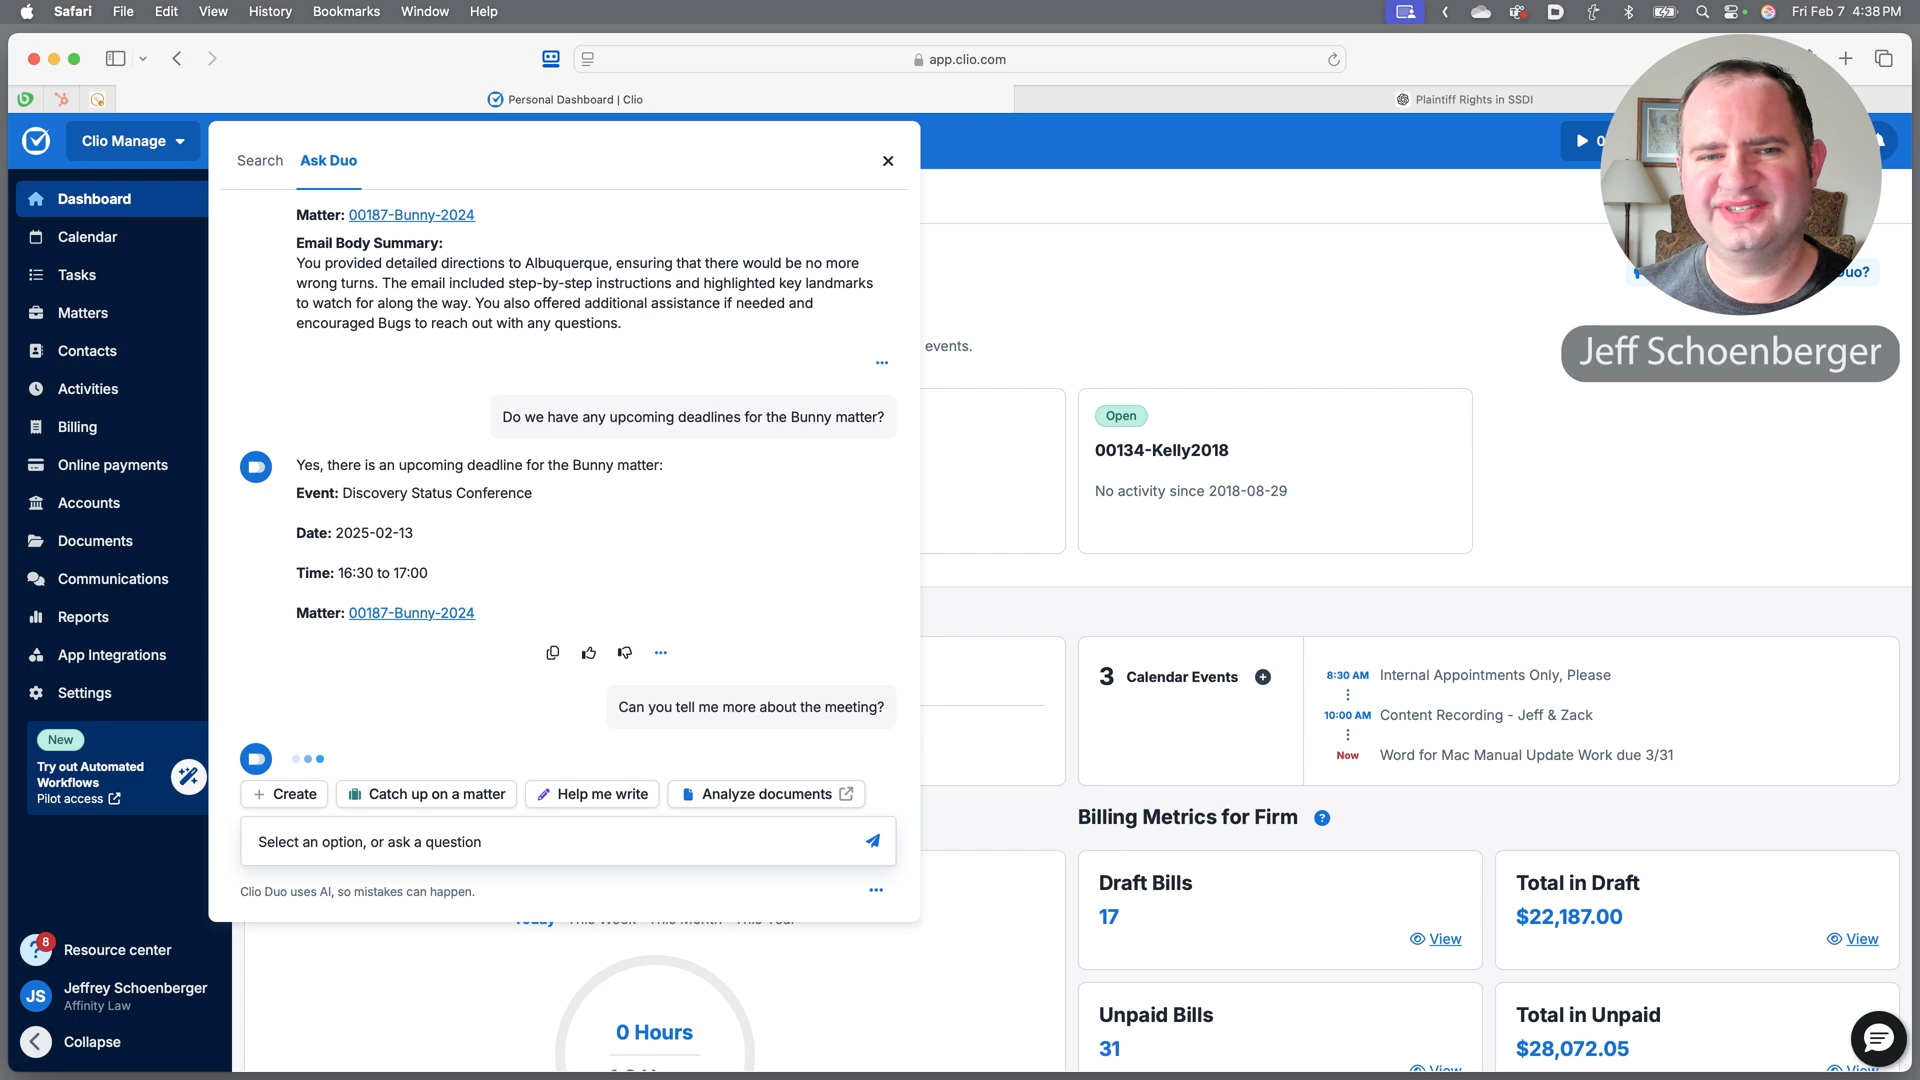 Safari File Edit View History Bookmarks Window Help
Fri Feb 7 4:38 PM
app.clio.com
Personal Dashboard | Clio
Plaintiff Rights in SSDI
Clio Manage
Search Ask Duo
Dashboard
Calendar
Tasks
Matters
Contacts
Activities
Billing
Online payments
Accounts
Documents
Communications
Reports
App Integrations
Settings
New
Try out Automated
Workflows
Pilot access
8
Resource center
JS
Jeffrey Schoenberger
Affinity Law
Collapse
Matter: 00187-Bunny-2024
Email Body Summary:
You provided detailed directions to Albuquerque, ensuring that there would be no more
wrong turns. The email included step-by-step instructions and highlighted key landmarks
to watch for along the way. You also offered additional assistance if needed and
encouraged Bugs to reach out with any questions.
Do we have any upcoming deadlines for the Bunny matter?
Yes, there is an upcoming deadline for the Bunny matter:
Event: Discovery Status Conference
Date: 2025-02-13
Time: 16:30 to 17:00
Matter: 00187-Bunny-2024
Can you tell me more about the meeting?
Create
Catch up on a matter
Help me write
Analyze documents
Select an option, or ask a question
Clio Duo uses AI, so mistakes can happen.
Today This Week This Month This Year
0 Hours
Duo?
Jeff Schoenberger
events.
Open
00134-Kelly2018
No activity since 2018-08-29
3 Calendar Events
8:30 AM Internal Appointments Only, Please
10:00 AM Content Recording - Jeff & Zack
Now Word for Mac Manual Update Work due 3/31
Billing Metrics for Firm
Draft Bills
17
View
Total in Draft
$22,187.00
View
Unpaid Bills
31
View
Total in Unpaid
$28,072.05
View